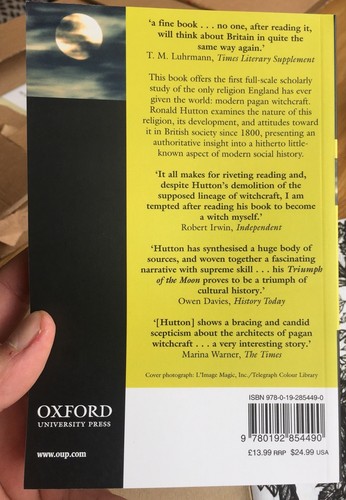 ‘a fine book . . . no one, after reading it,
will think about Britain in quite the
same way again.’
T. M. Luhrmann, Times Literary Supplement
This book offers the first full-scale scholarly
study of the only religion England has ever
given the world: modern pagan witchcraft.
Ronald Hutton examines the nature of this
religion, its development, and attitudes toward
it in British society since 1800, presenting an
authoritative insight into a hitherto little-
known aspect of modern social history.
‘It all makes for riveting reading and,
despite Hutton’s demolition of the
supposed lineage of witchcraft, I am
tempted after reading his book to become
a witch myself.’
Robert Irwin, Independent
‘Hutton has synthesised a huge body of
sources, and woven together a fascinating
narrative with supreme skill . . . his Triumph
of the Moon proves to be a triumph of
cultural history.’
Owen Davies, History Today
‘[Hutton] shows a bracing and candid
scepticism about the architects of pagan
witchcraft . . . a very interesting story.’
Marina Warner, The Times
Cover photograph: L’Image Magic, Inc./Telegraph Colour Library
OXFORD
UNIVERSITY PRESS
www.oup.com
ISBN 978-0-19-285449-0
9 780192 854490
£13.99 RRP $24.99 USA